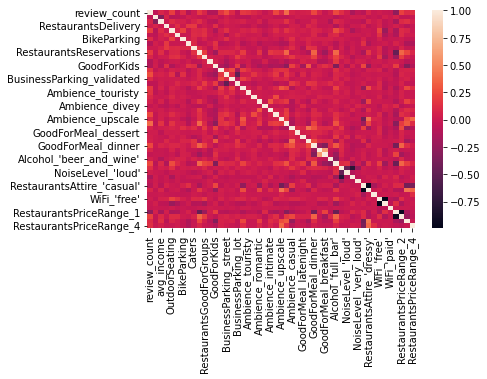 review_count
RestaurantsDelivery
BikeParking
RestaurantsReservations
GoodForKids
BusinessParking_validated
Ambience_touristy
Ambience_divey
Ambience_upscale
GoodForMeal_dessert
GoodForMeal_dinner
Alcohol_'beer_and_wine'
NoiseLevel_'loud'
RestaurantsAttire_'casual'
WiFi_'free'
RestaurantsPriceRange_1
RestaurantsPriceRange_4
1.00
0.75
0.50
0.25
0.00
−0.25
−0.50
−0.75
review_count
avg_income
OutdoorSeating
BikeParking
Caters
RestaurantsGoodForGroups
GoodForKids
BusinessParking_street
BusinessParking_lot
Ambience_touristy
Ambience_romantic
Ambience_intimate
Ambience_upscale
Ambience_casual
GoodForMeal_latenight
GoodForMeal_dinner
GoodForMeal_breakfast
Alcohol_'full_bar'
NoiseLevel_'loud'
NoiseLevel_'very_loud'
RestaurantsAttire_'dressy'
WiFi_'free'
WiFi_'paid'
RestaurantsPriceRange_2
RestaurantsPriceRange_4